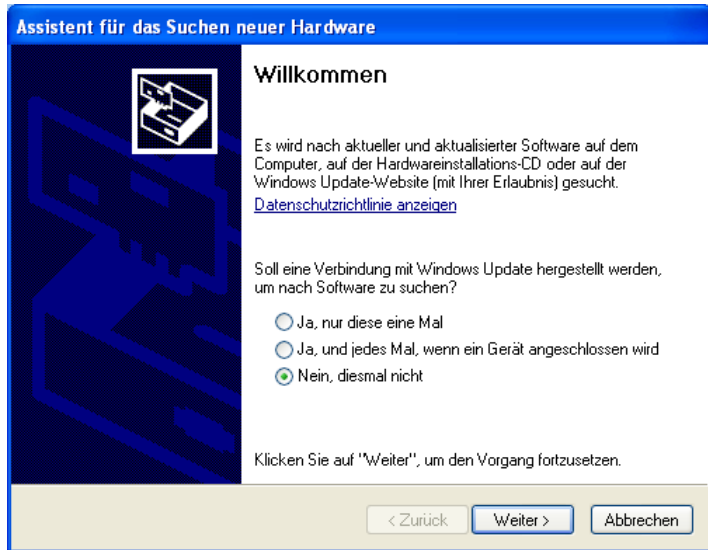 Assistent für das Suchen neuer Hardware
Willkommen
Es wird nach aktueller und aktualisierter Software auf dem
Computer, auf der Hardwareinstallations-CD oder auf der
Windows Update-Website (mit Ihrer Erlaubnis) gesucht.
Datenschutzrichtlinie anzeigen
Soll eine Verbindung mit Windows Update hergestellt werden,
um nach Software zu suchen?
Ja, nur diese eine Mal
Ja, und jedes Mal, wenn ein Gerät angeschlossen wird
Nein, diesmal nicht
Klicken Sie auf "Weiter", um den Vorgang fortzusetzen.
< Zurück Weiter > Abbrechen